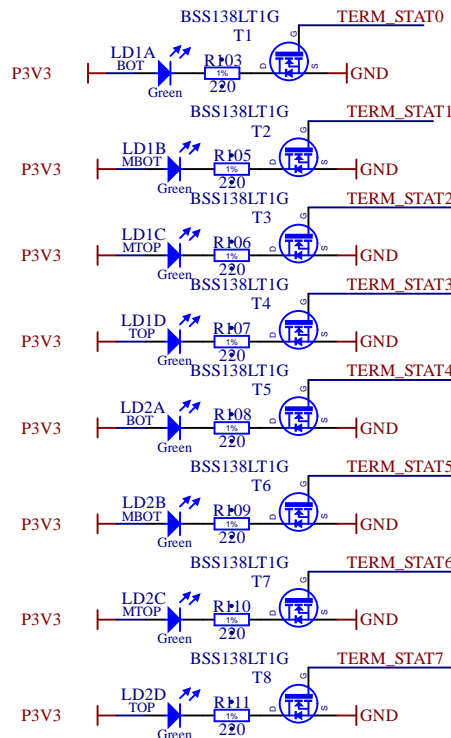 BSS138LT1G TERM_STAT0
T1
LD1A R103 G
P3V3 BOT 1% D S GND
Green 220
BSS138LT1G TERM_STAT1
T2
LD1B R105 G
P3V3 MBOT 1% D S GND
Green 220
BSS138LT1G TERM_STAT2
T3
LD1C R106 G
P3V3 MTOP 1% D S GND
Green 220
BSS138LT1G TERM_STAT3
T4
LD1D R107 G
P3V3 TOP 1% D S GND
Green 220
BSS138LT1G TERM_STAT4
T5
LD2A R108 G
P3V3 BOT 1% D S GND
Green 220
BSS138LT1G TERM_STAT5
T6
LD2B R109 G
P3V3 MBOT 1% D S GND
Green 220
BSS138LT1G TERM_STAT6
T7
LD2C R110 G
P3V3 MTOP 1% D S GND
Green 220
BSS138LT1G TERM_STAT7
T8
LD2D R111 G
P3V3 TOP 1% D S GND
Green 220